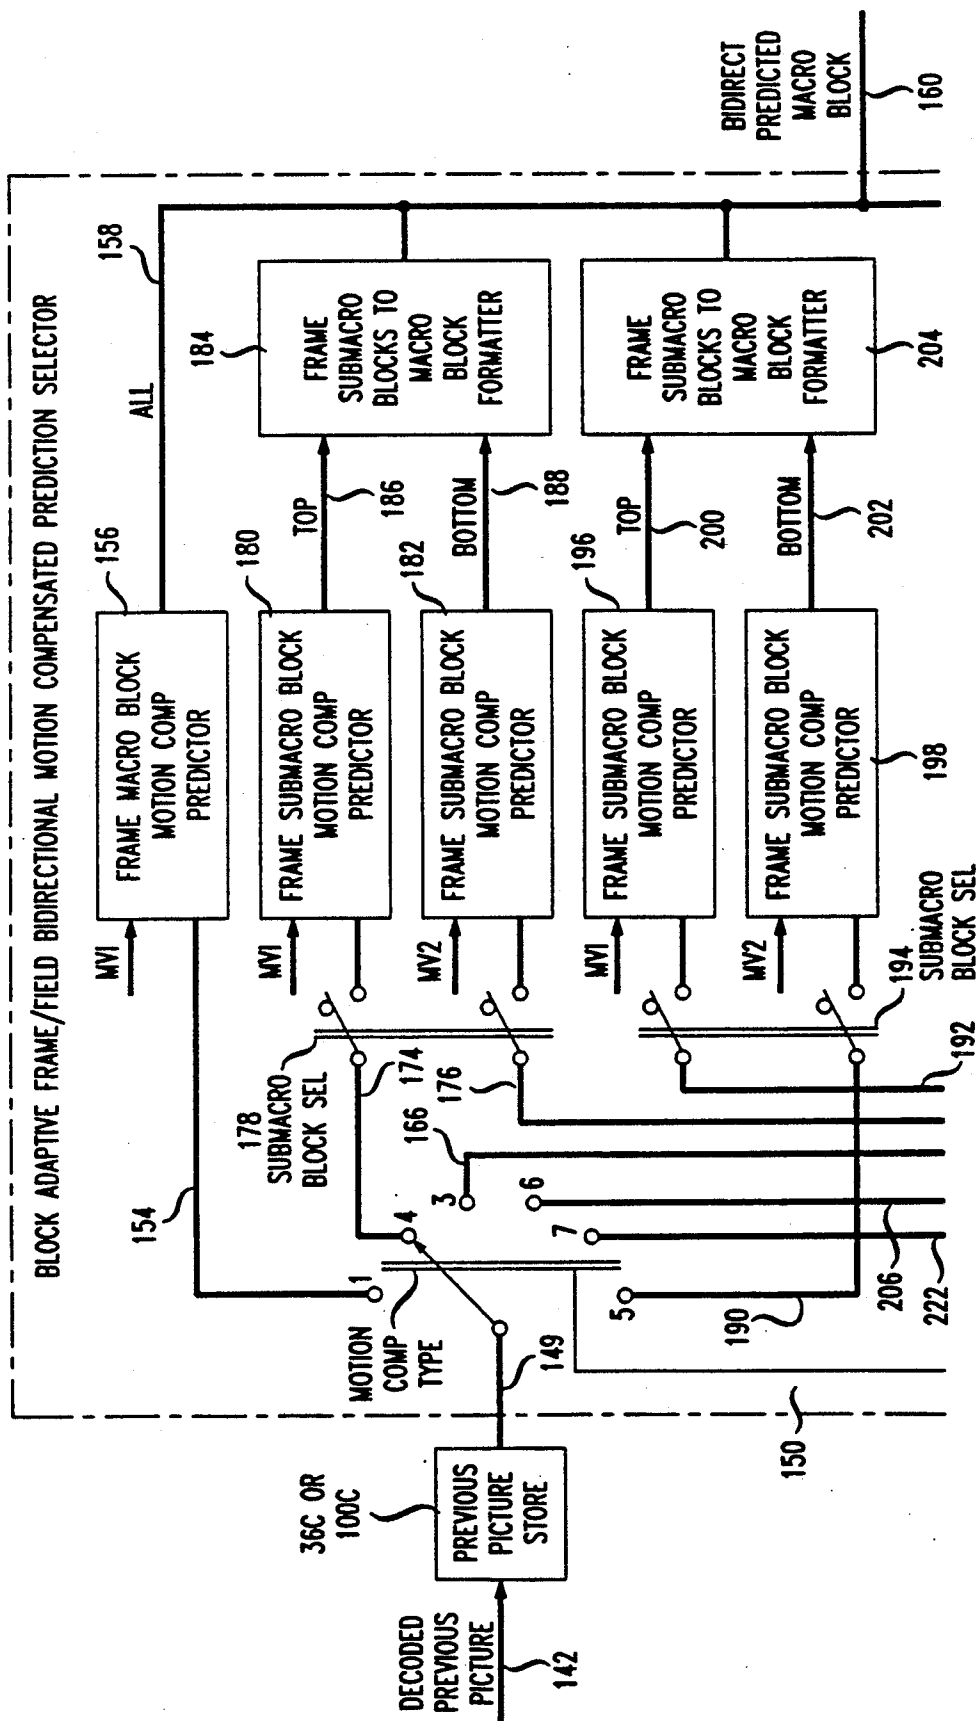 BLOCK ADAPTIVE FRAME/FIELD BIDIRECTIONAL MOTION COMPENSATED PREDICTION SELECTOR
DECODED
PREVIOUS
PICTURE
142
36C OR
100C
PREVIOUS
PICTURE
STORE
149
150
MOTION
COMP
TYPE
1
4
3
6
7
5
154
166
174
176
190
206
222
192
178
SUBMACRO
BLOCK SEL
194
SUBMACRO
BLOCK SEL
MV1
FRAME MACRO BLOCK
MOTION COMP
PREDICTOR
156
ALL
158
MV1
FRAME SUBMACRO BLOCK
MOTION COMP
PREDICTOR
180
TOP
186
MV2
FRAME SUBMACRO BLOCK
MOTION COMP
PREDICTOR
182
BOTTOM
188
184
FRAME
SUBMACRO
BLOCKS TO
MACRO
BLOCK
FORMATTER
MV1
FRAME SUBMACRO BLOCK
MOTION COMP
PREDICTOR
196
TOP
200
MV2
FRAME SUBMACRO BLOCK
MOTION COMP
PREDICTOR
198
BOTTOM
202
FRAME
SUBMACRO
BLOCKS TO
MACRO
BLOCK
FORMATTER
204
BIDIRECT
PREDICTED
MACRO
BLOCK
160